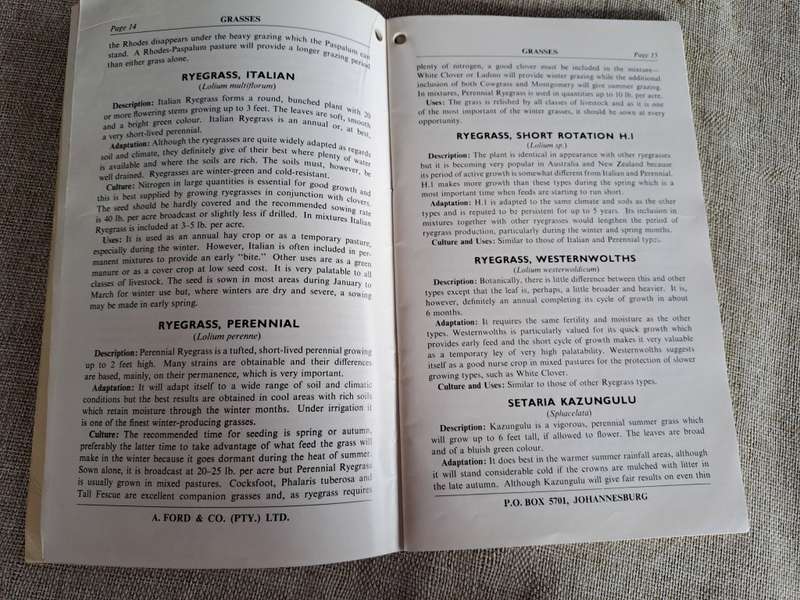 Page 14
GRASSES
the Rhodes disappears under the heavy grazing which the Paspalum can
stand. A Rhodes-Paspalum pasture will provide a longer grazing period
than either grass alone.
RYEGRASS, ITALIAN
(Lolium multiflorum)
Description: Italian Ryegrass forms a round, bunched plant with 20
or more flowering stems growing up to 3 feet. The leaves are soft, smooth
and a bright green colour. Italian Ryegrass is an annual or, at best,
a very short-lived perennial.
Adaptation: Although the ryegrasses are quite widely adapted as regards
soil and climate, they definitely give of their best where plenty of water
is available and where the soils are rich. The soils must, however, be
well drained. Ryegrasses are winter-green and cold-resistant.
Culture: Nitrogen in large quantities is essential for good growth and
this is best supplied by growing ryegrasses in conjunction with clovers.
The seed should be hardly covered and the recommended sowing rate
is 40 lb. per acre broadcast or slightly less if drilled. In mixtures Italian
Ryegrass is included at 3–5 lb. per acre.
Uses: It is used as an annual hay crop or as a temporary pasture,
especially during the winter. However, Italian is often included in per-
manent mixtures to provide an early "bite." Other uses are as a green
manure or as a cover crop at low seed cost. It is very palatable to all
classes of livestock. The seed is sown in most areas during January to
March for winter use but, where winters are dry and severe, a sowing
may be made in early spring.
RYEGRASS, PERENNIAL
(Lolium perenne)
Description: Perennial Ryegrass is a tufted, short-lived perennial growing
up to 2 feet high. Many strains are obtainable and their differences
are based, mainly, on their permanence, which is very important.
Adaptation: It will adapt itself to a wide range of soil and climatic
conditions but the best results are obtained in cool areas with rich soils
which retain moisture through the winter months. Under irrigation it
is one of the finest winter-producing grasses.
Culture: The recommended time for seeding is spring or autumn,
preferably the latter time to take advantage of what feed the grass will
make in the winter because it goes dormant during the heat of summer.
Sown alone, it is broadcast at 20–25 lb. per acre but Perennial Ryegrass
is usually grown in mixed pastures. Cocksfoot, Phalaris tuberosa and
Tall Fescue are excellent companion grasses and, as ryegrass requires
A. FORD & CO. (PTY.) LTD.
GRASSES
Page 15
plenty of nitrogen, a good clover must be included in the mixture—
White Clover or Ladino will provide winter grazing while the additional
inclusion of both Cowgrass and Montgomery will give summer grazing.
In mixtures, Perennial Ryegrass is used in quantities up to 10 lb. per acre.
Uses: The grass is relished by all classes of livestock and as it is one
of the most important of the winter grasses, it should be sown at every
opportunity.
RYEGRASS, SHORT ROTATION H.I
(Lolium sp.)
Description: The plant is identical in appearance with other ryegrasses
but it is becoming very popular in Australia and New Zealand because
its period of active growth is somewhat different from Italian and Perennial.
H.1 makes more growth than these types during the spring which is a
most important time when feeds are starting to run short.
Adaptation: H.1 is adapted to the same climate and soils as the other
types and is reputed to be persistent for up to 5 years. Its inclusion in
mixtures together with other ryegrasses would lengthen the period of
ryegrass production, particularly during the winter and spring months.
Culture and Uses: Similar to those of Italian and Perennial types.
RYEGRASS, WESTERNWOLTHS
(Lolium westerwoldicum)
Description: Botanically, there is little difference between this and other
types except that the leaf is, perhaps, a little broader and heavier. It is,
however, definitely an annual completing its cycle of growth in about
6 months.
Adaptation: It requires the same fertility and moisture as the other
types. Westernwolths is particularly valued for its quick growth which
provides early feed and the short cycle of growth makes it very valuable
as a temporary ley of very high palatability. Westernwolths suggests
itself as a good nurse crop in mixed pastures for the protection of slower
growing types, such as White Clover.
Culture and Uses: Similar to those of other Ryegrass types.
SETARIA KAZUNGULU
(Sphacelata)
Description: Kazungulu is a vigorous, perennial summer grass which
will grow up to 6 feet tall, if allowed to flower. The leaves are broad
and of a bluish green colour.
Adaptation: It does best in the warmer summer rainfall areas, although
it will stand considerable cold if the crowns are mulched with litter in
the late autumn. Although Kazungulu will give fair results on even thin
P.O. BOX 5701, JOHANNESBURG